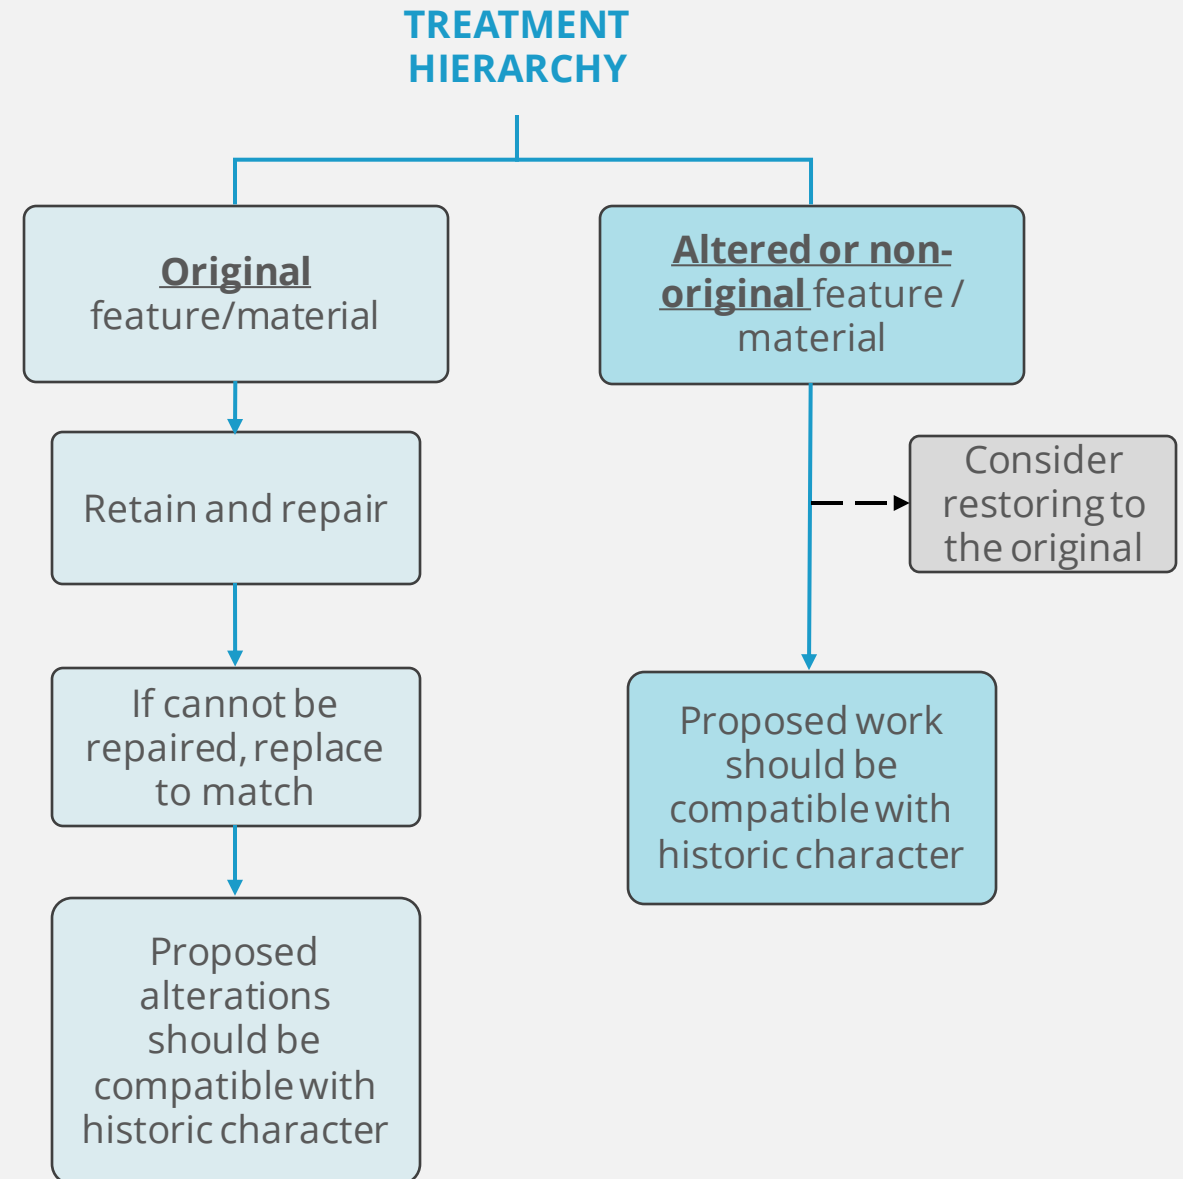 TREATMENT
HIERARCHY
Original
feature/material
Altered or non-
original feature /
material
Retain and repair
Consider
restoring to
the original
If cannot be
repaired, replace
to match
Proposed work
should be
compatible with
historic character
Proposed
alterations
should be
compatible with
historic character